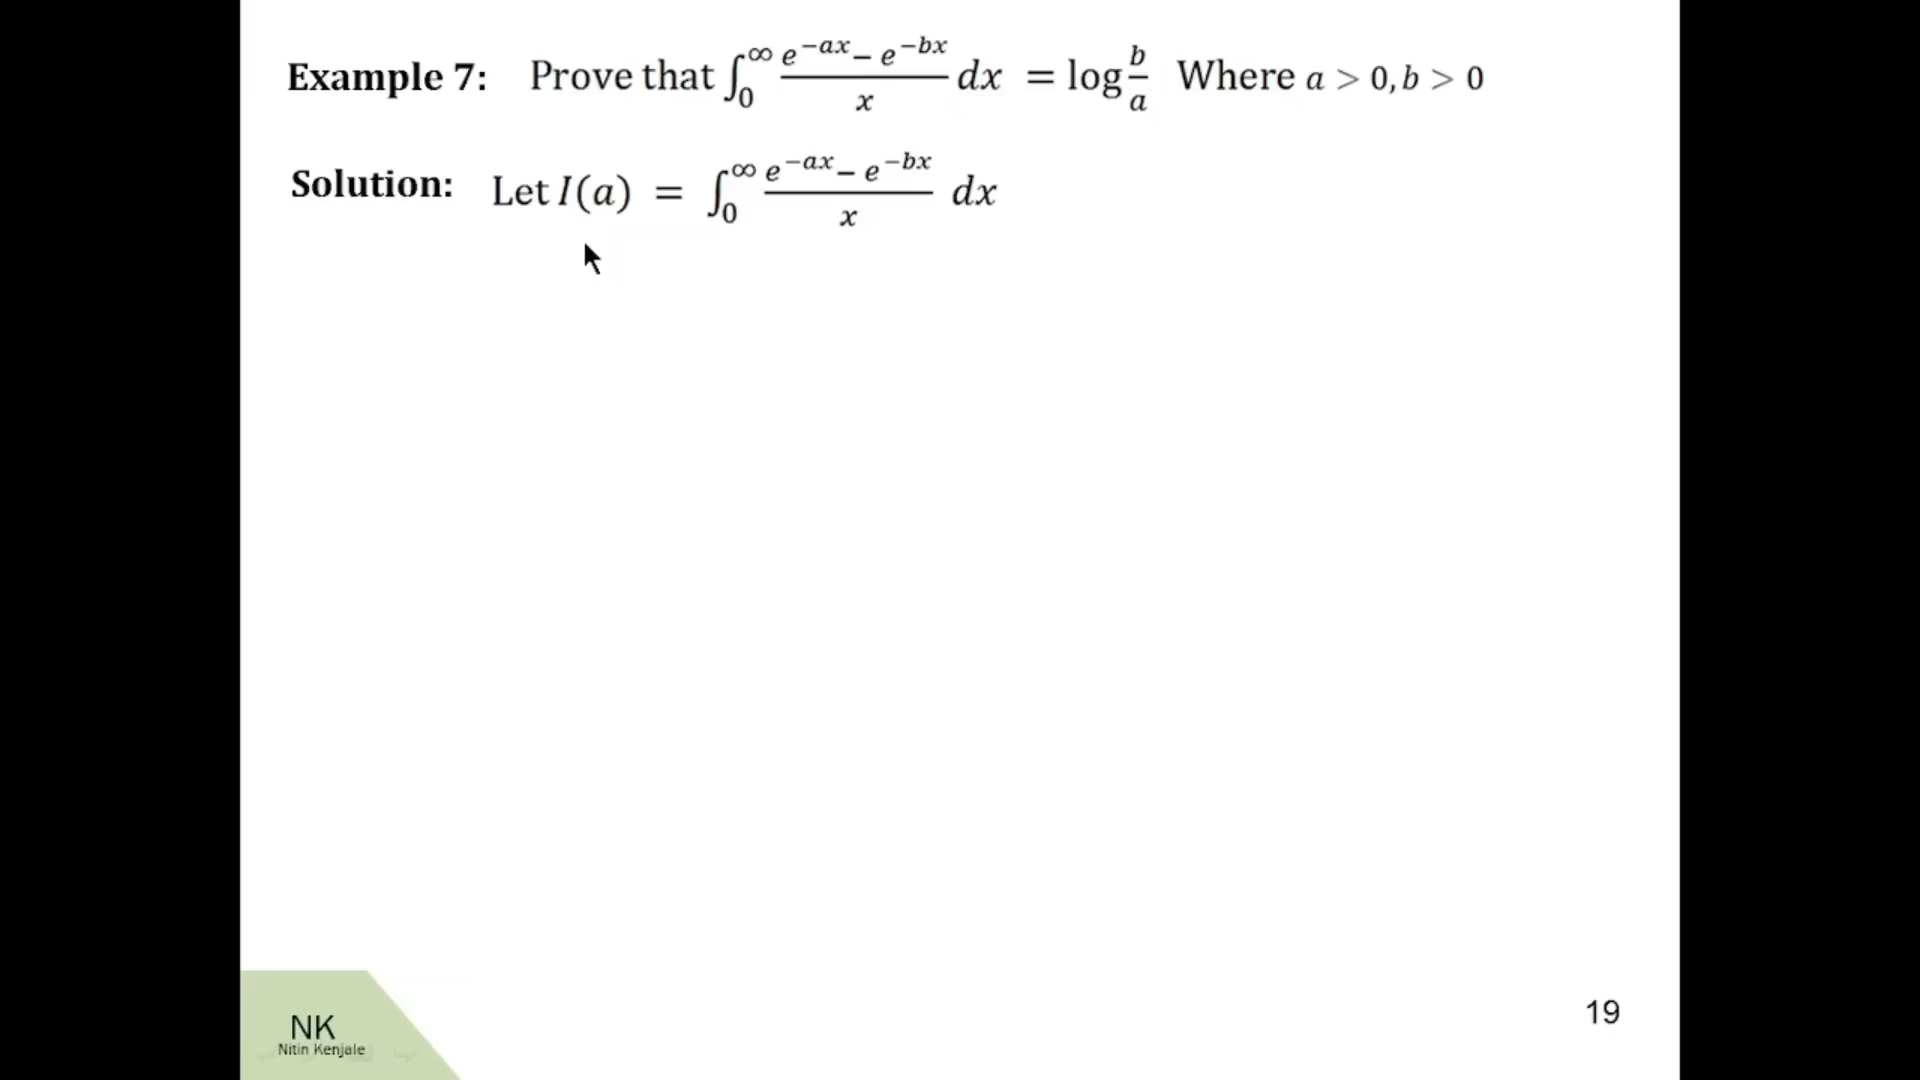 Example 7: Prove that ∫₀^∞ (e^{-ax} − e^{-bx})/x dx = log b/a Where a > 0, b > 0
Solution: Let I(a) = ∫₀^∞ (e^{-ax} − e^{-bx})/x dx
NK
Nitin Kenjale
19